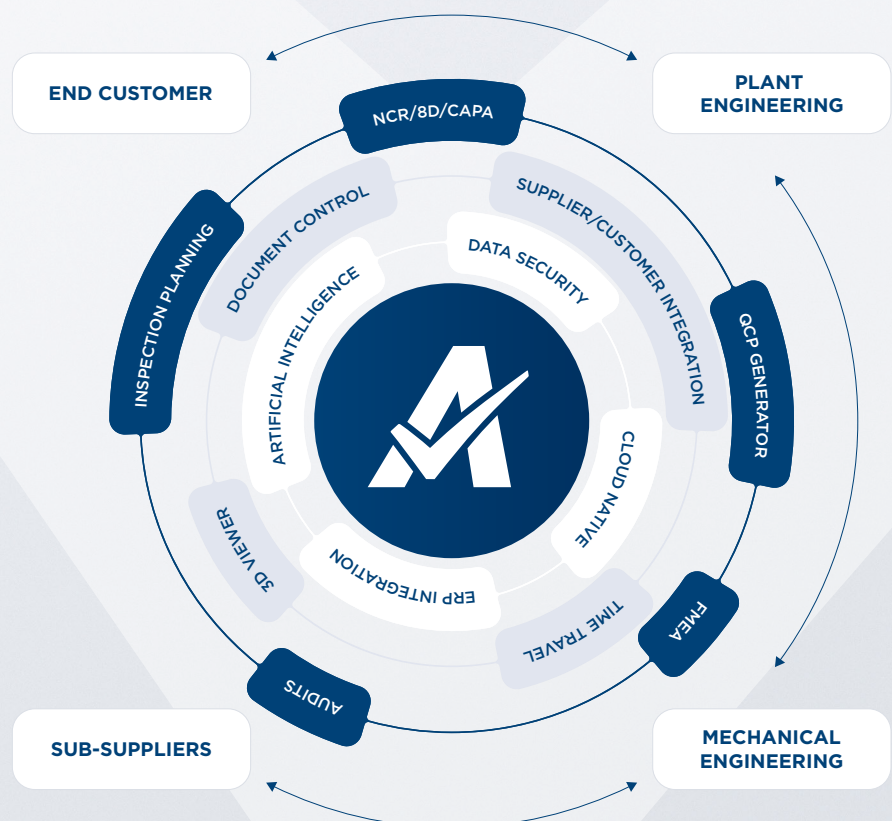 END CUSTOMER
PLANT
ENGINEERING
NCR/8D/CAPA
INSPECTION PLANNING
DOCUMENT CONTROL
SUPPLIER/CUSTOMER INTEGRATION
DATA SECURITY
ARTIFICIAL INTELLIGENCE
QCP GENERATOR
CLOUD NATIVE
3D VIEWER
ERP INTEGRATION
TIME TRAVEL
FMEA
AUDITS
SUB-SUPPLIERS
MECHANICAL
ENGINEERING